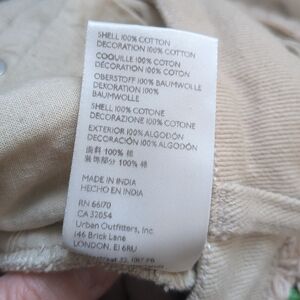 SHELL 100% COTTON
DECORATION 100% COTTON
COQUILLE 100% COTON
DÉCORATION 100% COTON
OBERSTOFF 100% BAUMWOLLE
DEKORATION 100%
BAUMWOLLE
SHELL 100% COTONE
DECORAZIONE 100% COTONE
EXTERIOR 100% ALGODÓN
DECORACIÓN 100% ALGODÓN
面料 100% 棉
装饰部分 100% 棉
MADE IN INDIA
HECHO EN INDIA
RN 66170
CA 32054
Urban Outfitters, Inc
146 Brick Lane
LONDON, E1 6RU